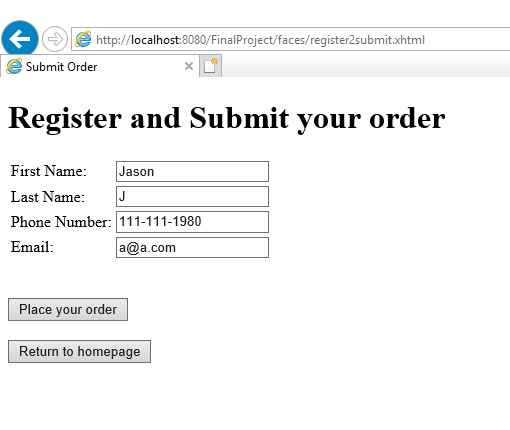 http://localhost:8080/FinalProject/faces/register2submit.xhtml
Submit Order
Register and Submit your order
First Name: Jason
Last Name: J
Phone Number: 111-111-1980
Email: a@a.com
Place your order
Return to homepage